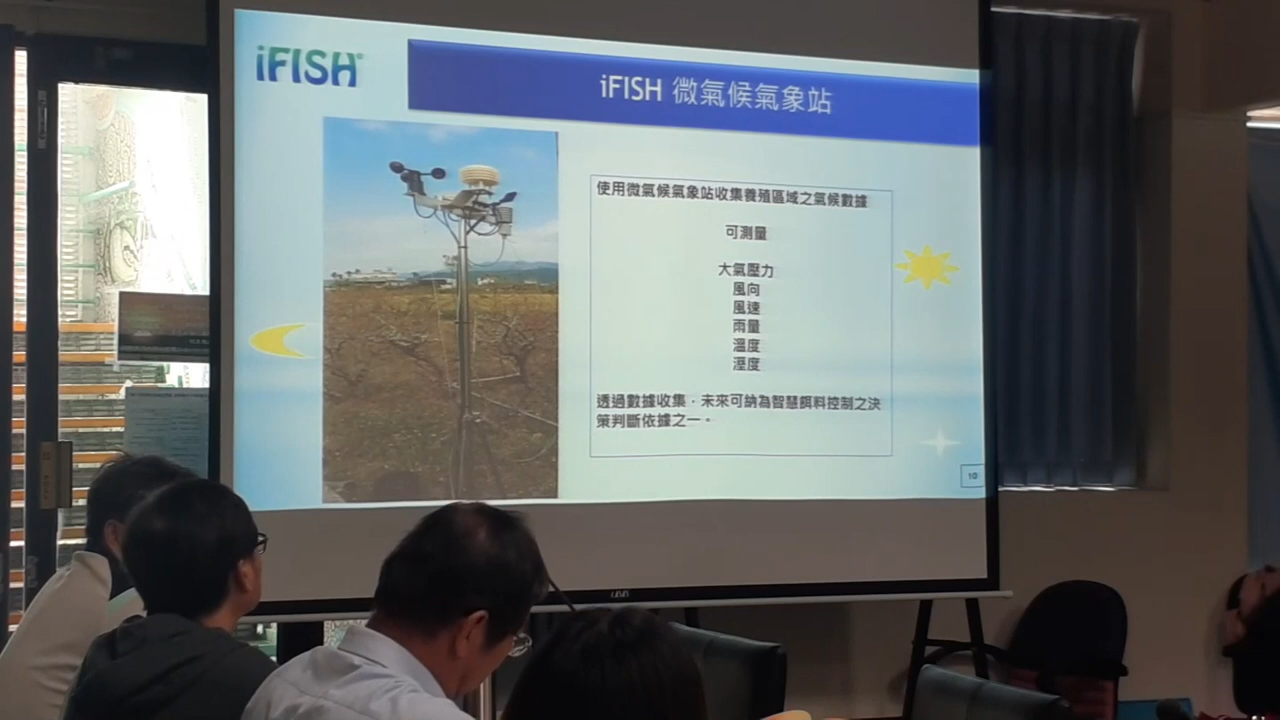 iFISH
iFISH 微氣候氣象站
使用微氣候氣象站收集養殖區域之氣候數據
可測量
大氣壓力
風向
風速
雨量
溫度
溼度
透過數據收集，未來可納為智慧餌料控制之決
策判斷依據之一。
10